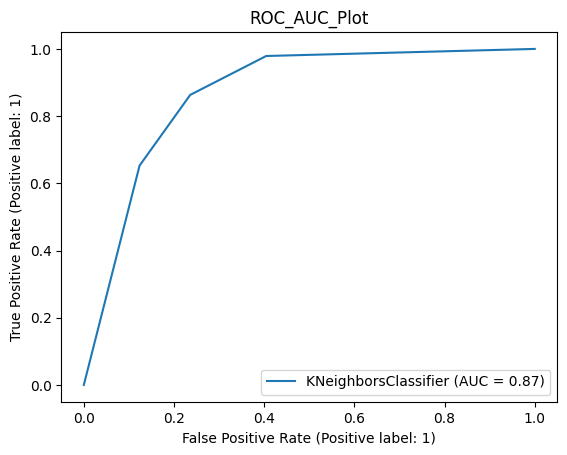 ROC_AUC_Plot
True Positive Rate (Positive label: 1)
1.0
0.8
0.6
0.4
0.2
0.0
KNeighborsClassifier (AUC = 0.87)
0.0 0.2 0.4 0.6 0.8 1.0
False Positive Rate (Positive label: 1)